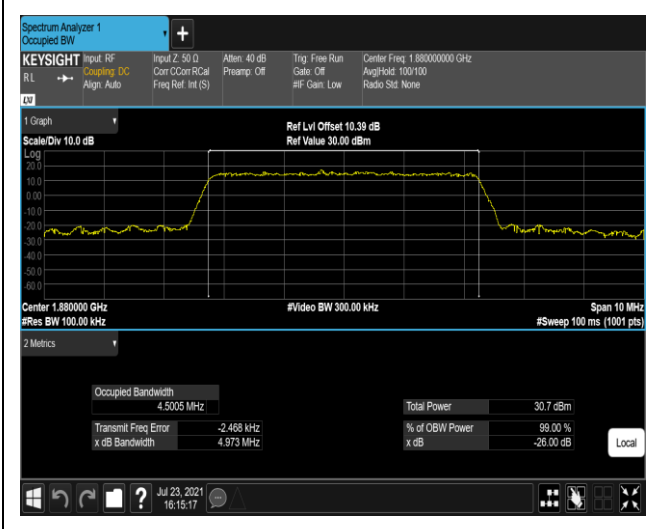 Spectrum Analyzer 1
Occupied BW
+
KEYSIGHT Input: RF Input Z: 50 Ω Atten: 40 dB Trig: Free Run Center Freq: 1.880000000 GHz
R L Coupling: DC Corr CCorr RCal Preamp: Off Gate: Off Avg|Hold: 100/100
Align: Auto Freq Ref: Int (S) #IF Gain: Low Radio Std: None
LXI
1 Graph
Ref Lvl Offset 10.39 dB
Scale/Div 10.0 dB Ref Value 30.00 dBm
Log
20.0
10.0
0.00
-10.0
-20.0
-30.0
-40.0
-50.0
-60.0
Center 1.880000 GHz #Video BW 300.00 kHz Span 10 MHz
#Res BW 100.00 kHz #Sweep 100 ms (1001 pts)
2 Metrics
Occupied Bandwidth
4.5005 MHz Total Power 30.7 dBm
Transmit Freq Error -2.468 kHz % of OBW Power 99.00 %
x dB Bandwidth 4.973 MHz x dB -26.00 dB
Local
?
Jul 23, 2021
16:15:17